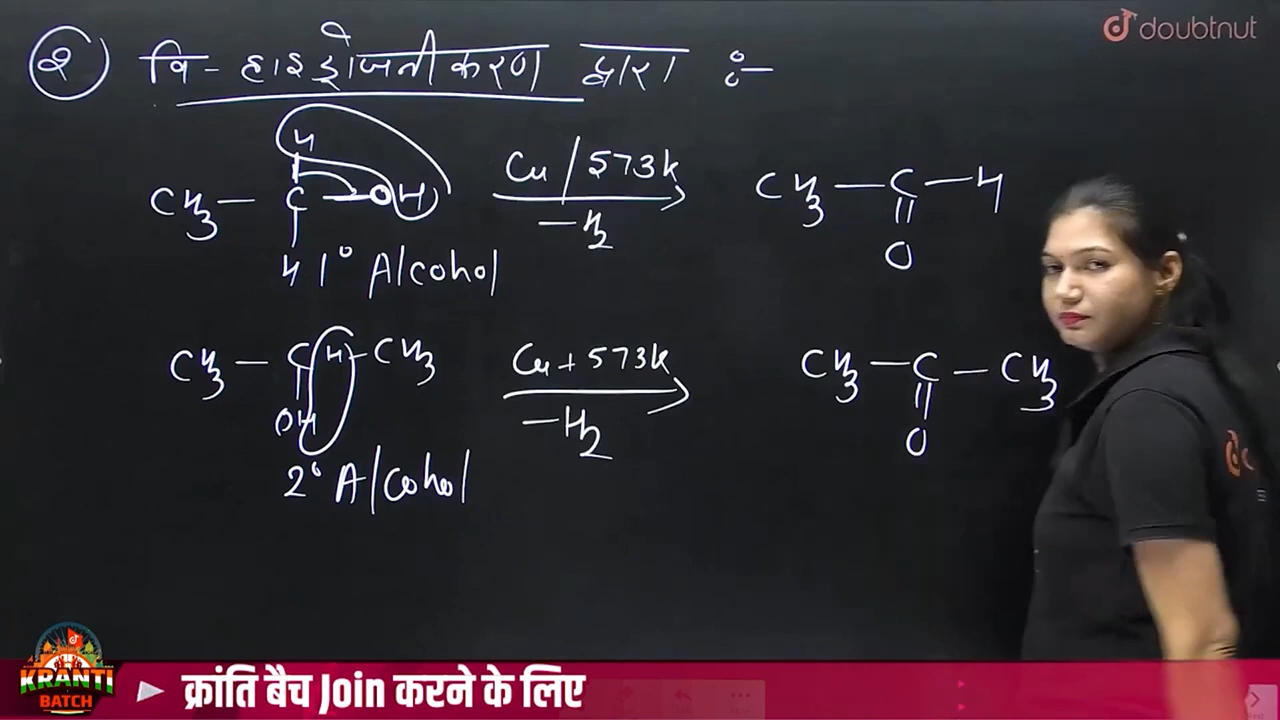 doubtnut
२ वि-हाइड्रोजनीकरण द्वारा :-
H
CH3 — C — OH Cu/573K CH3 — C — H
-H2 O
H 1° Alcohol
CH3 — C H - CH3 Cu + 573K CH3 — C — CH3
OH -H2 O
2° Alcohol
KRANTI
BATCH
क्रांति बैच Join करने के लिए